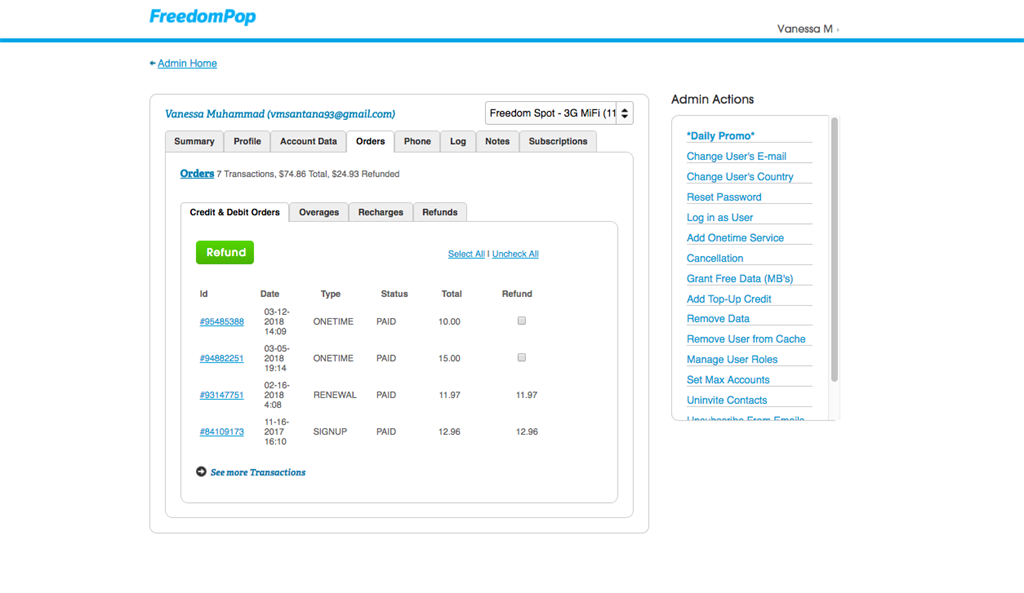 FreedomPop
Vanessa M
Admin Home
Vanessa Muhammad (vmsantana93@gmail.com)
Freedom Spot - 3G MiFi (11
Summary Profile Account Data Orders Phone Log Notes Subscriptions
Orders 7 Transactions, $74.86 Total, $24.93 Refunded
Credit & Debit Orders Overages Recharges Refunds
Refund
Select All | Uncheck All
Id Date Type Status Total Refund
#95485388 03-12-2018 14:09 ONETIME PAID 10.00
#94882251 03-05-2018 19:14 ONETIME PAID 15.00
#93147751 02-16-2018 4:08 RENEWAL PAID 11.97 11.97
#84109173 11-16-2017 16:10 SIGNUP PAID 12.96 12.96
See more Transactions
Admin Actions
*Daily Promo*
Change User's E-mail
Change User's Country
Reset Password
Log in as User
Add Onetime Service
Cancellation
Grant Free Data (MB's)
Add Top-Up Credit
Remove Data
Remove User from Cache
Manage User Roles
Set Max Accounts
Uninvite Contacts
Unsubscribe From Emails